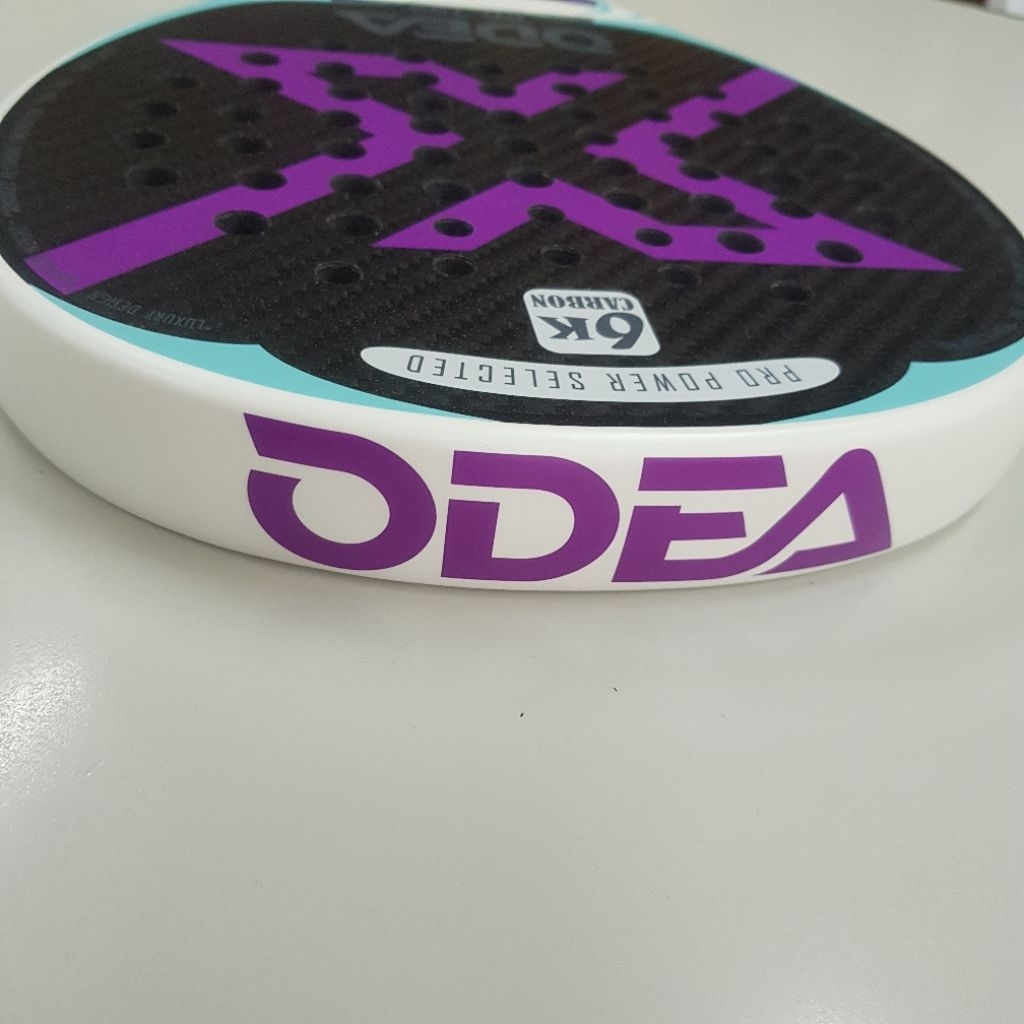 ODEA
"LUXURY DESIGN
6K
CARBON
PRO POWER SELECTED
ODEA